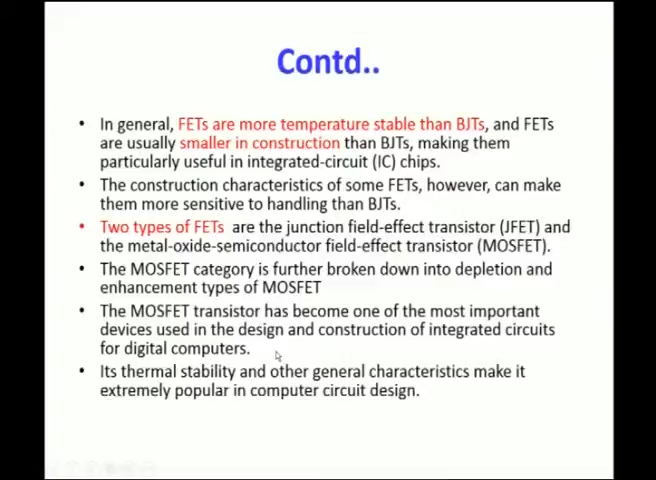 Contd..
• In general, FETs are more temperature stable than BJTs, and FETs
are usually smaller in construction than BJTs, making them
particularly useful in integrated-circuit (IC) chips.
• The construction characteristics of some FETs, however, can make
them more sensitive to handling than BJTs.
• Two types of FETs are the junction field-effect transistor (JFET) and
the metal-oxide-semiconductor field-effect transistor (MOSFET).
• The MOSFET category is further broken down into depletion and
enhancement types of MOSFET
• The MOSFET transistor has become one of the most important
devices used in the design and construction of integrated circuits
for digital computers.
• Its thermal stability and other general characteristics make it
extremely popular in computer circuit design.